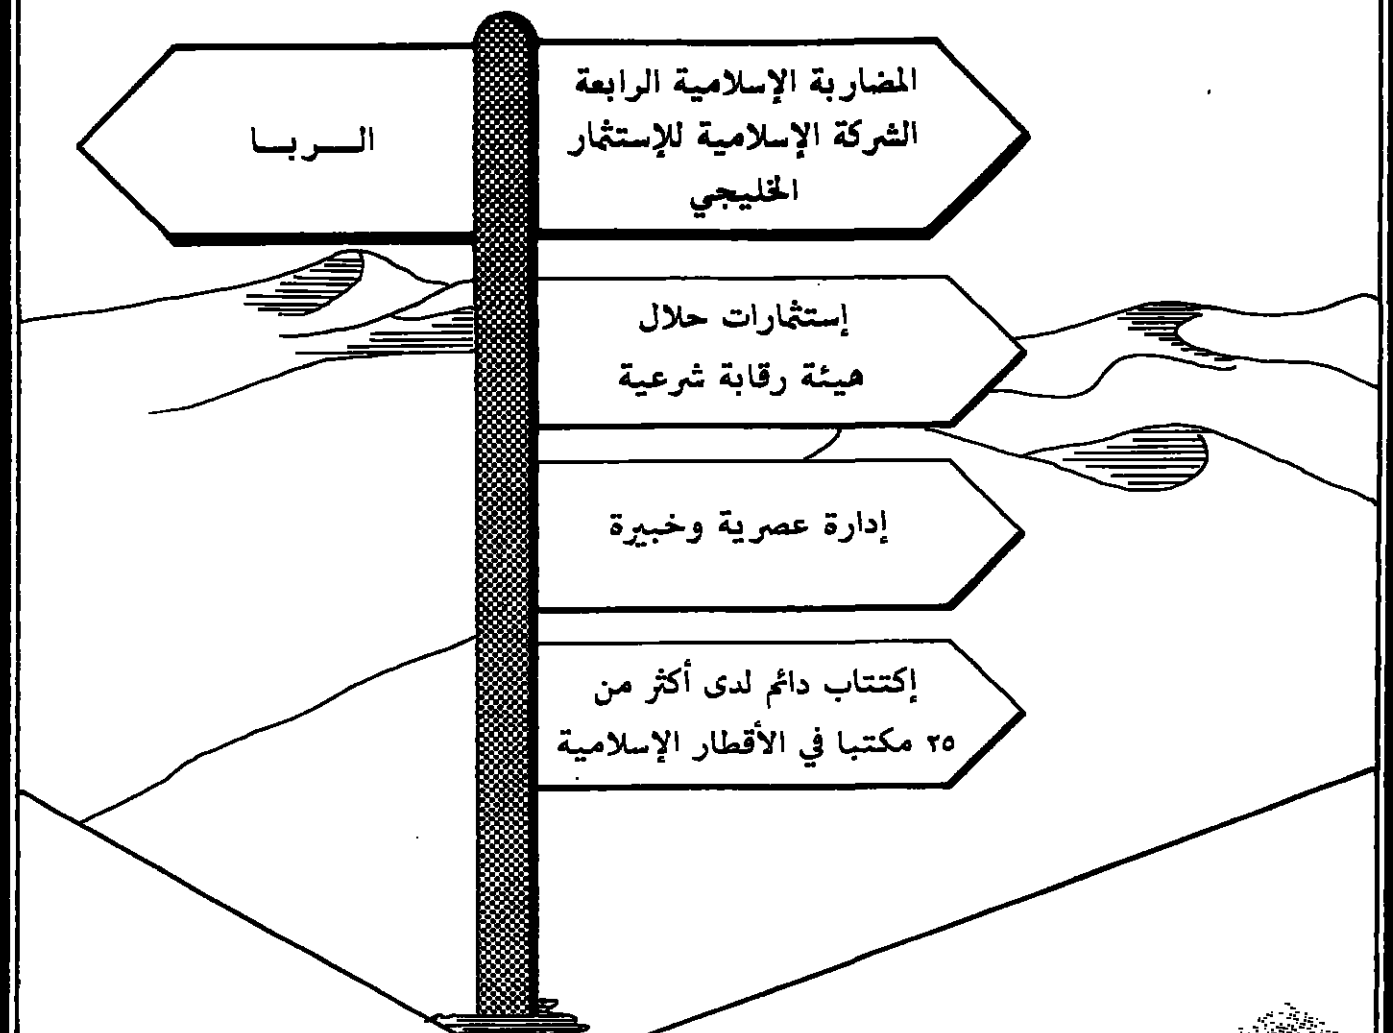 المضاربة الإسلامية الرابعة
الشركة الإسلامية للإستثمار
الخليجي
الـــربـــا
إستثمارات حلال
هيئة رقابة شرعية
إدارة عصرية وخبيرة
إكتتاب دائم لدى أكثر من
٢٥ مكتبا في الأقطار الإسلامية